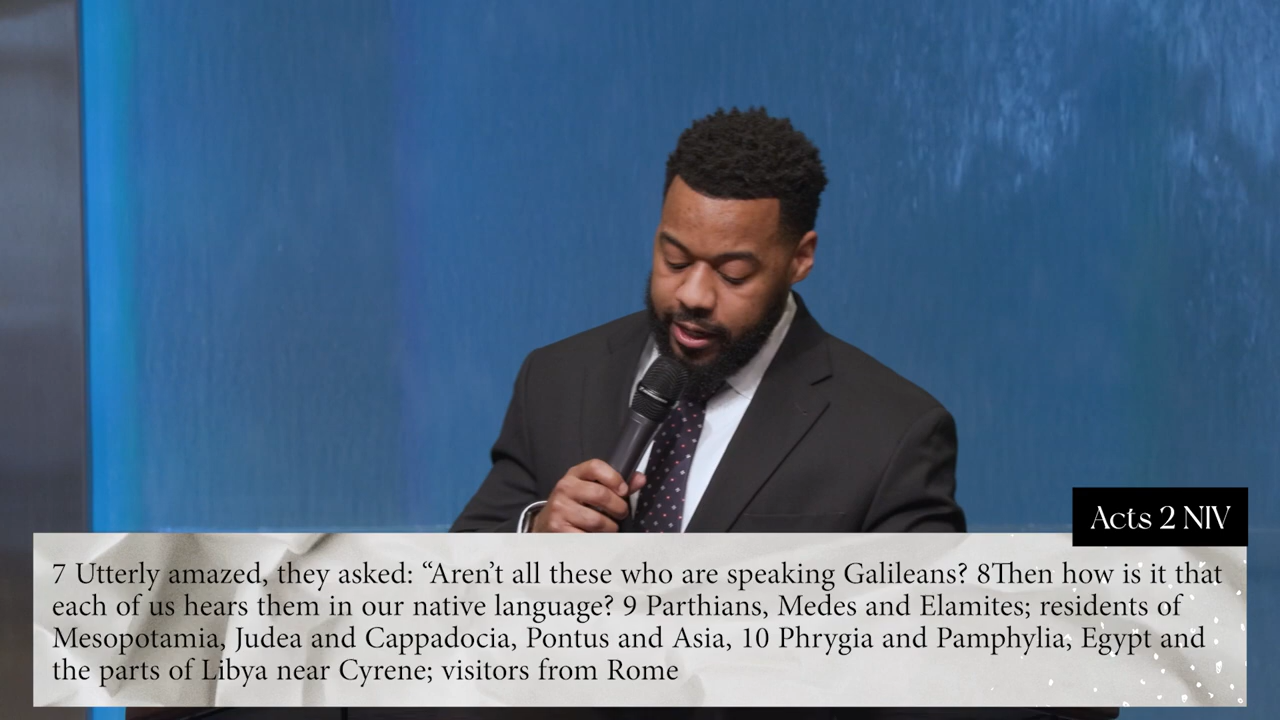 Acts 2 NIV
7 Utterly amazed, they asked: “Aren’t all these who are speaking Galileans? 8Then how is it that
each of us hears them in our native language? 9 Parthians, Medes and Elamites; residents of
Mesopotamia, Judea and Cappadocia, Pontus and Asia, 10 Phrygia and Pamphylia, Egypt and
the parts of Libya near Cyrene; visitors from Rome